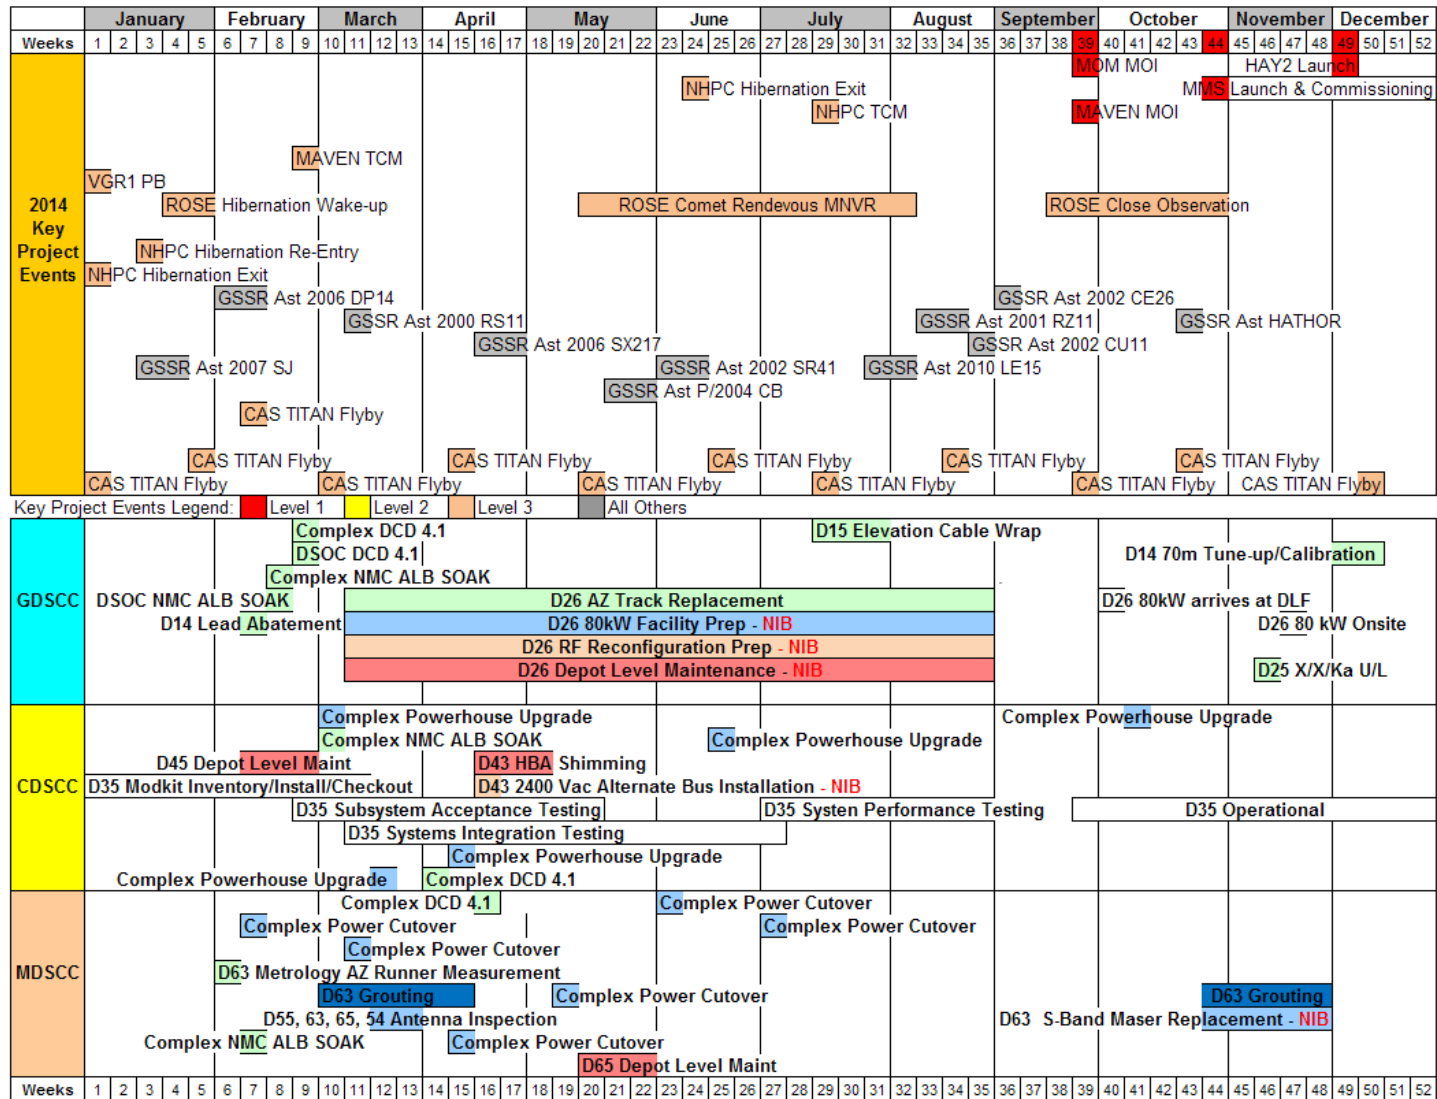 January February March April May June July August September October November December
Weeks 1 2 3 4 5 6 7 8 9 10 11 12 13 14 15 16 17 18 19 20 21 22 23 24 25 26 27 28 29 30 31 32 33 34 35 36 37 38 39 40 41 42 43 44 45 46 47 48 49 50 51 52
2014
Key
Project
Events
MOM MOI HAY2 Launch
NHPC Hibernation Exit MMS Launch & Commissioning
NHPC TCM MAVEN MOI
MAVEN TCM
VGR1 PB
ROSE Hibernation Wake-up ROSE Comet Rendevous MNVR ROSE Close Observation
NHPC Hibernation Re-Entry
NHPC Hibernation Exit
GSSR Ast 2006 DP14 GSSR Ast 2002 CE26
GSSR Ast 2000 RS11 GSSR Ast 2001 RZ11 GSSR Ast HATHOR
GSSR Ast 2006 SX217 GSSR Ast 2002 CU11
GSSR Ast 2007 SJ GSSR Ast 2002 SR41 GSSR Ast 2010 LE15
GSSR Ast P/2004 CB
CAS TITAN Flyby
CAS TITAN Flyby CAS TITAN Flyby CAS TITAN Flyby CAS TITAN Flyby CAS TITAN Flyby
CAS TITAN Flyby CAS TITAN Flyby CAS TITAN Flyby CAS TITAN Flyby CAS TITAN Flyby CAS TITAN Flyby
Key Project Events Legend: Level 1 Level 2 Level 3 All Others
GDSCC
Complex DCD 4.1 D15 Elevation Cable Wrap
DSOC DCD 4.1 D14 70m Tune-up/Calibration
Complex NMC ALB SOAK
DSOC NMC ALB SOAK D26 AZ Track Replacement D26 80kW arrives at DLF
D14 Lead Abatement D26 80kW Facility Prep - NIB D26 80 kW Onsite
D26 RF Reconfiguration Prep - NIB
D26 Depot Level Maintenance - NIB D25 X/X/Ka U/L
CDSCC
Complex Powerhouse Upgrade Complex Powerhouse Upgrade
Complex NMC ALB SOAK Complex Powerhouse Upgrade
D45 Depot Level Maint D43 HBA Shimming
D35 Modkit Inventory/Install/Checkout D43 2400 Vac Alternate Bus Installation - NIB
D35 Subsystem Acceptance Testing D35 Systen Performance Testing D35 Operational
D35 Systems Integration Testing
Complex Powerhouse Upgrade
Complex Powerhouse Upgrade Complex DCD 4.1
MDSCC
Complex DCD 4.1 Complex Power Cutover
Complex Power Cutover Complex Power Cutover
Complex Power Cutover
D63 Metrology AZ Runner Measurement
D63 Grouting Complex Power Cutover D63 Grouting
D55, 63, 65, 54 Antenna Inspection D63 S-Band Maser Replacement - NIB
Complex NMC ALB SOAK Complex Power Cutover
D65 Depot Level Maint
Weeks 1 2 3 4 5 6 7 8 9 10 11 12 13 14 15 16 17 18 19 20 21 22 23 24 25 26 27 28 29 30 31 32 33 34 35 36 37 38 39 40 41 42 43 44 45 46 47 48 49 50 51 52